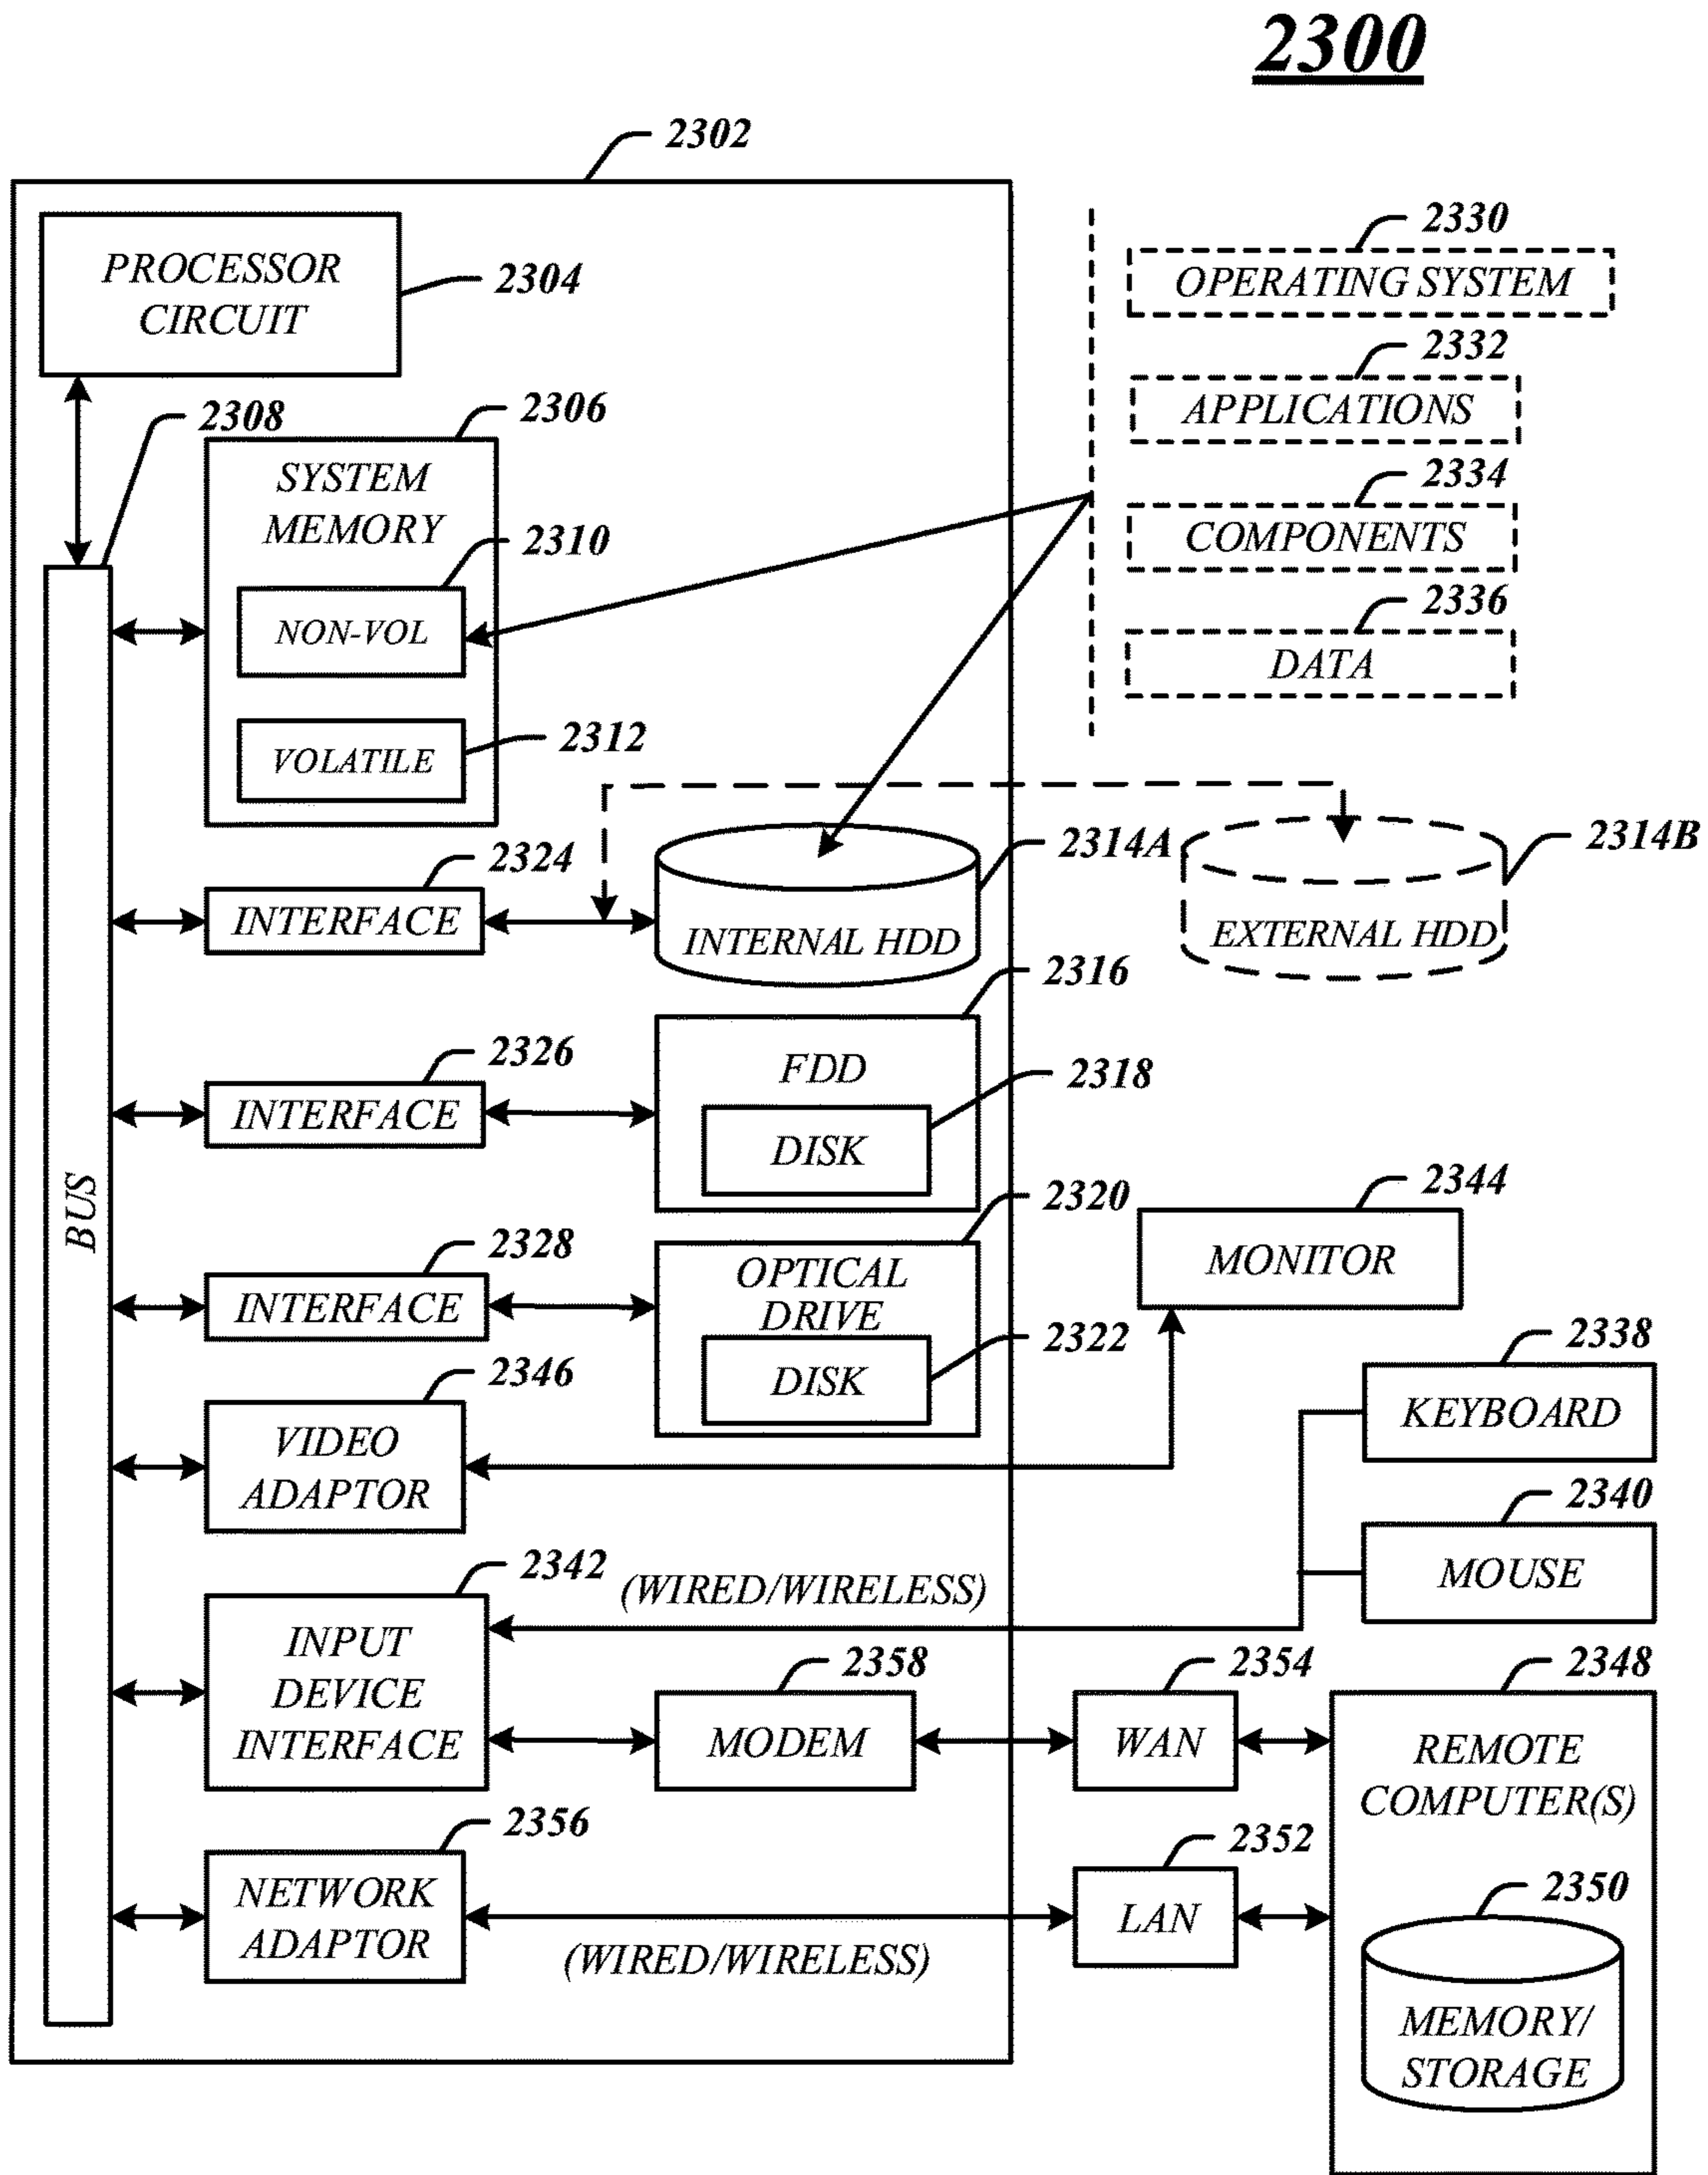 2300
2302
PROCESSOR
CIRCUIT
2304
2308
2306
SYSTEM
MEMORY
2310
NON-VOL
2312
VOLATILE
2330
OPERATING SYSTEM
2332
APPLICATIONS
2334
COMPONENTS
2336
DATA
2324
INTERFACE
2314A
INTERNAL HDD
2314B
EXTERNAL HDD
2316
2326
INTERFACE
FDD
2318
DISK
BUS
2320
2328
INTERFACE
OPTICAL
DRIVE
2322
DISK
2344
MONITOR
2338
KEYBOARD
2346
VIDEO
ADAPTOR
2340
MOUSE
2342
(WIRED/WIRELESS)
INPUT
DEVICE
INTERFACE
2358
MODEM
2354
WAN
2348
REMOTE
COMPUTER(S)
2356
NETWORK
ADAPTOR
(WIRED/WIRELESS)
2352
LAN
2350
MEMORY/
STORAGE